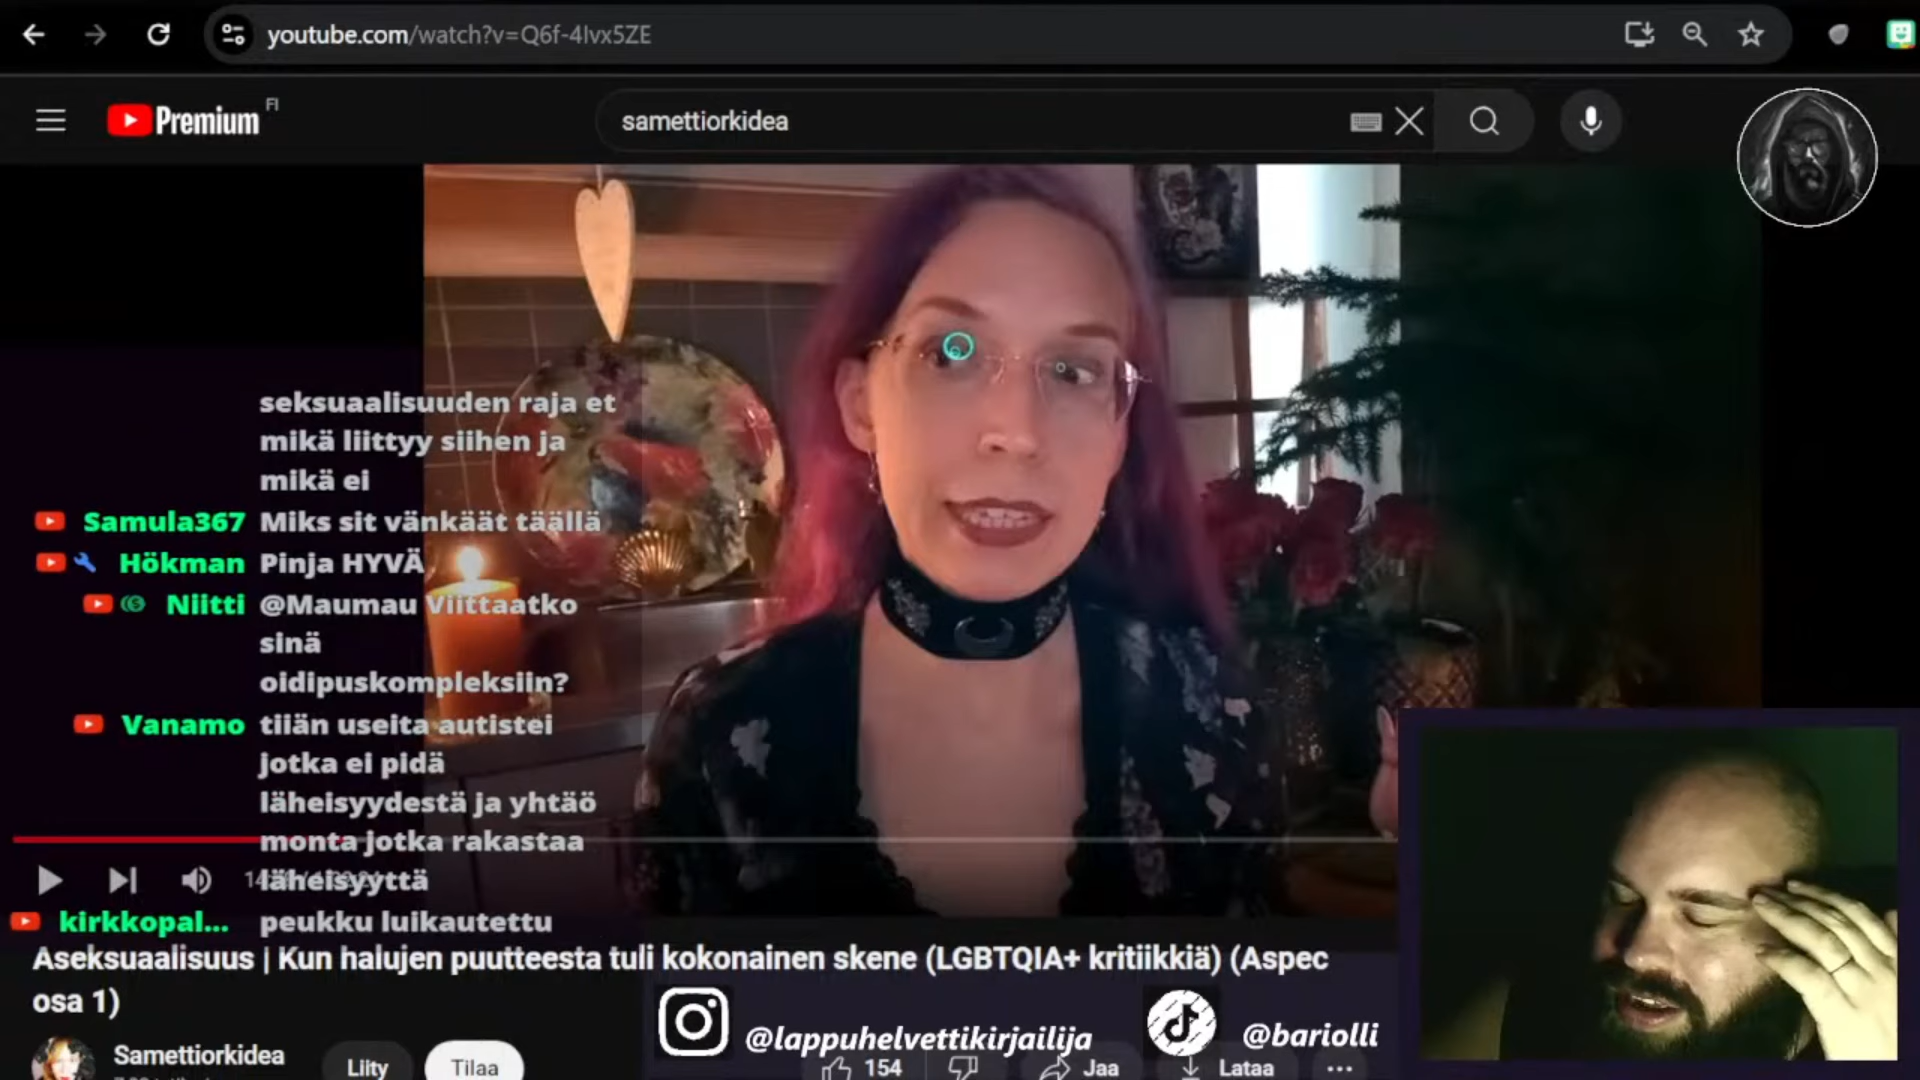 youtube.com/watch?v=Q6f-4lvx5ZE
Premium FI
samettiorkidea
seksuaalisuuden raja et
mikä liittyy siihen ja
mikä ei
Samula367 Miks sit vänkäät täällä
Hökman Pinja HYVÄ
Niitti @Maumau Viittaatko
sinä
oidipuskompleksiin?
Vanamo tiiän useita autistei
jotka ei pidä
läheisyydestä ja yhtäö
monta jotka rakastaa
läheisyyttä
kirkkopal... peukku luikautettu
Aseksuaalisuus | Kun halujen puutteesta tuli kokonainen skene (LGBTQIA+ kritiikkiä) (Aspec
osa 1)
@lappuhelvettikirjailija
@bariolli
Samettiorkidea
Liity
Tilaa
154
Jaa
Lataa